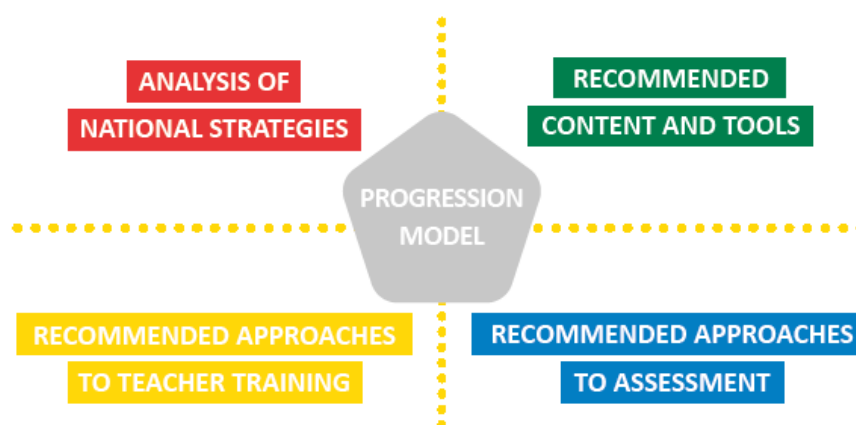 ANALYSIS OF
NATIONAL STRATEGIES
RECOMMENDED
CONTENT AND TOOLS
PROGRESSION
MODEL
RECOMMENDED APPROACHES
TO TEACHER TRAINING
RECOMMENDED APPROACHES
TO ASSESSMENT